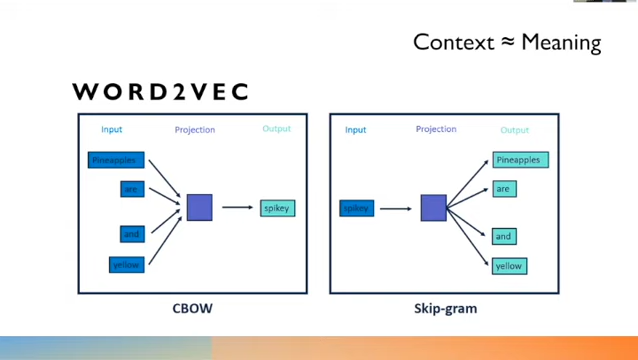 Context ≈ Meaning
WORD2VEC
Input Projection Output
Pineapples
are
and
yellow
spikey
CBOW
Input Projection Output
spikey
Pineapples
are
and
yellow
Skip-gram